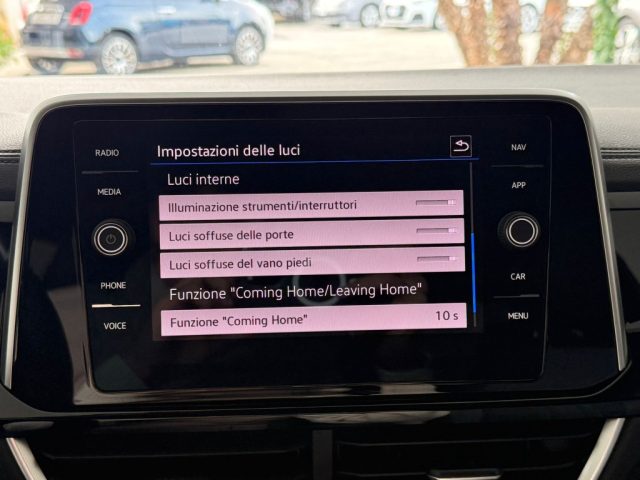 RADIO
MEDIA
PHONE
VOICE
Impostazioni delle luci
Luci interne
Illuminazione strumenti/interruttori
Luci soffuse delle porte
Luci soffuse del vano piedi
Funzione "Coming Home/Leaving Home"
Funzione "Coming Home" 10 s
NAV
APP
CAR
MENU